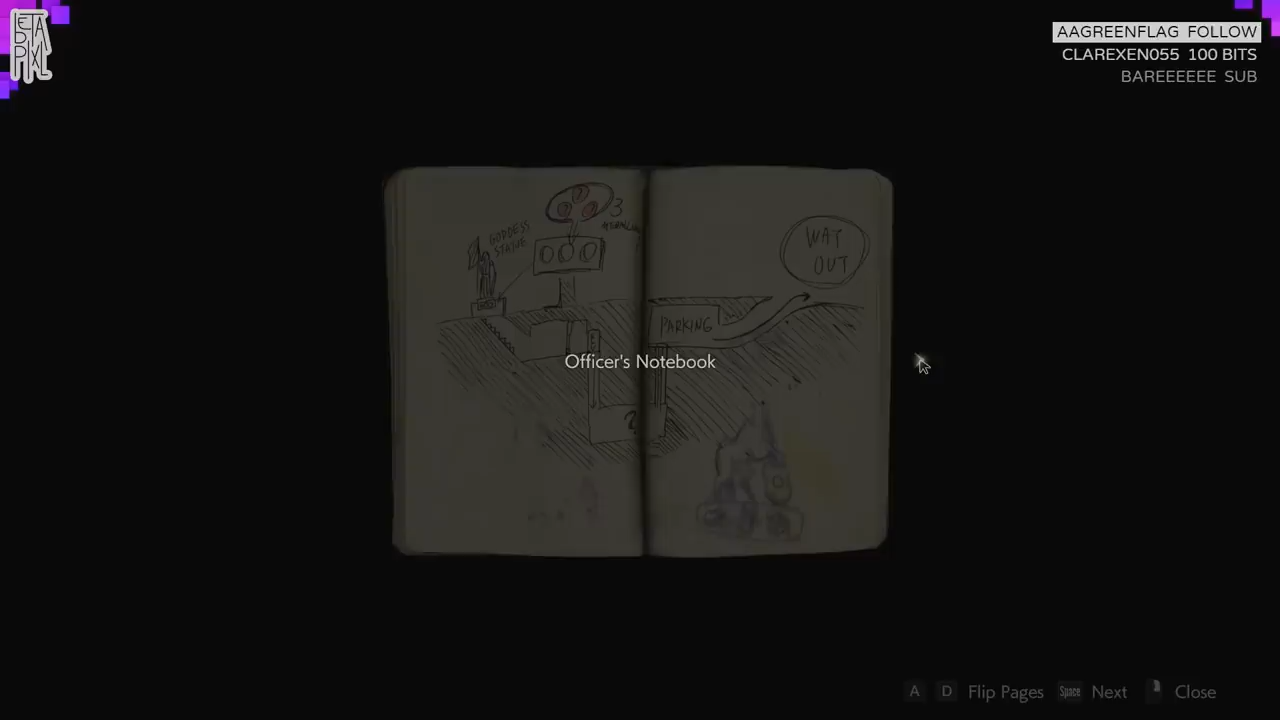 AAGREENFLAG FOLLOW
CLAREXEN055 100 BITS
BAREEEEEE SUB
3
GODDESS
STATUE
WAY
OUT
PARKING
Officer's Notebook
?
A D Flip Pages Space Next Close